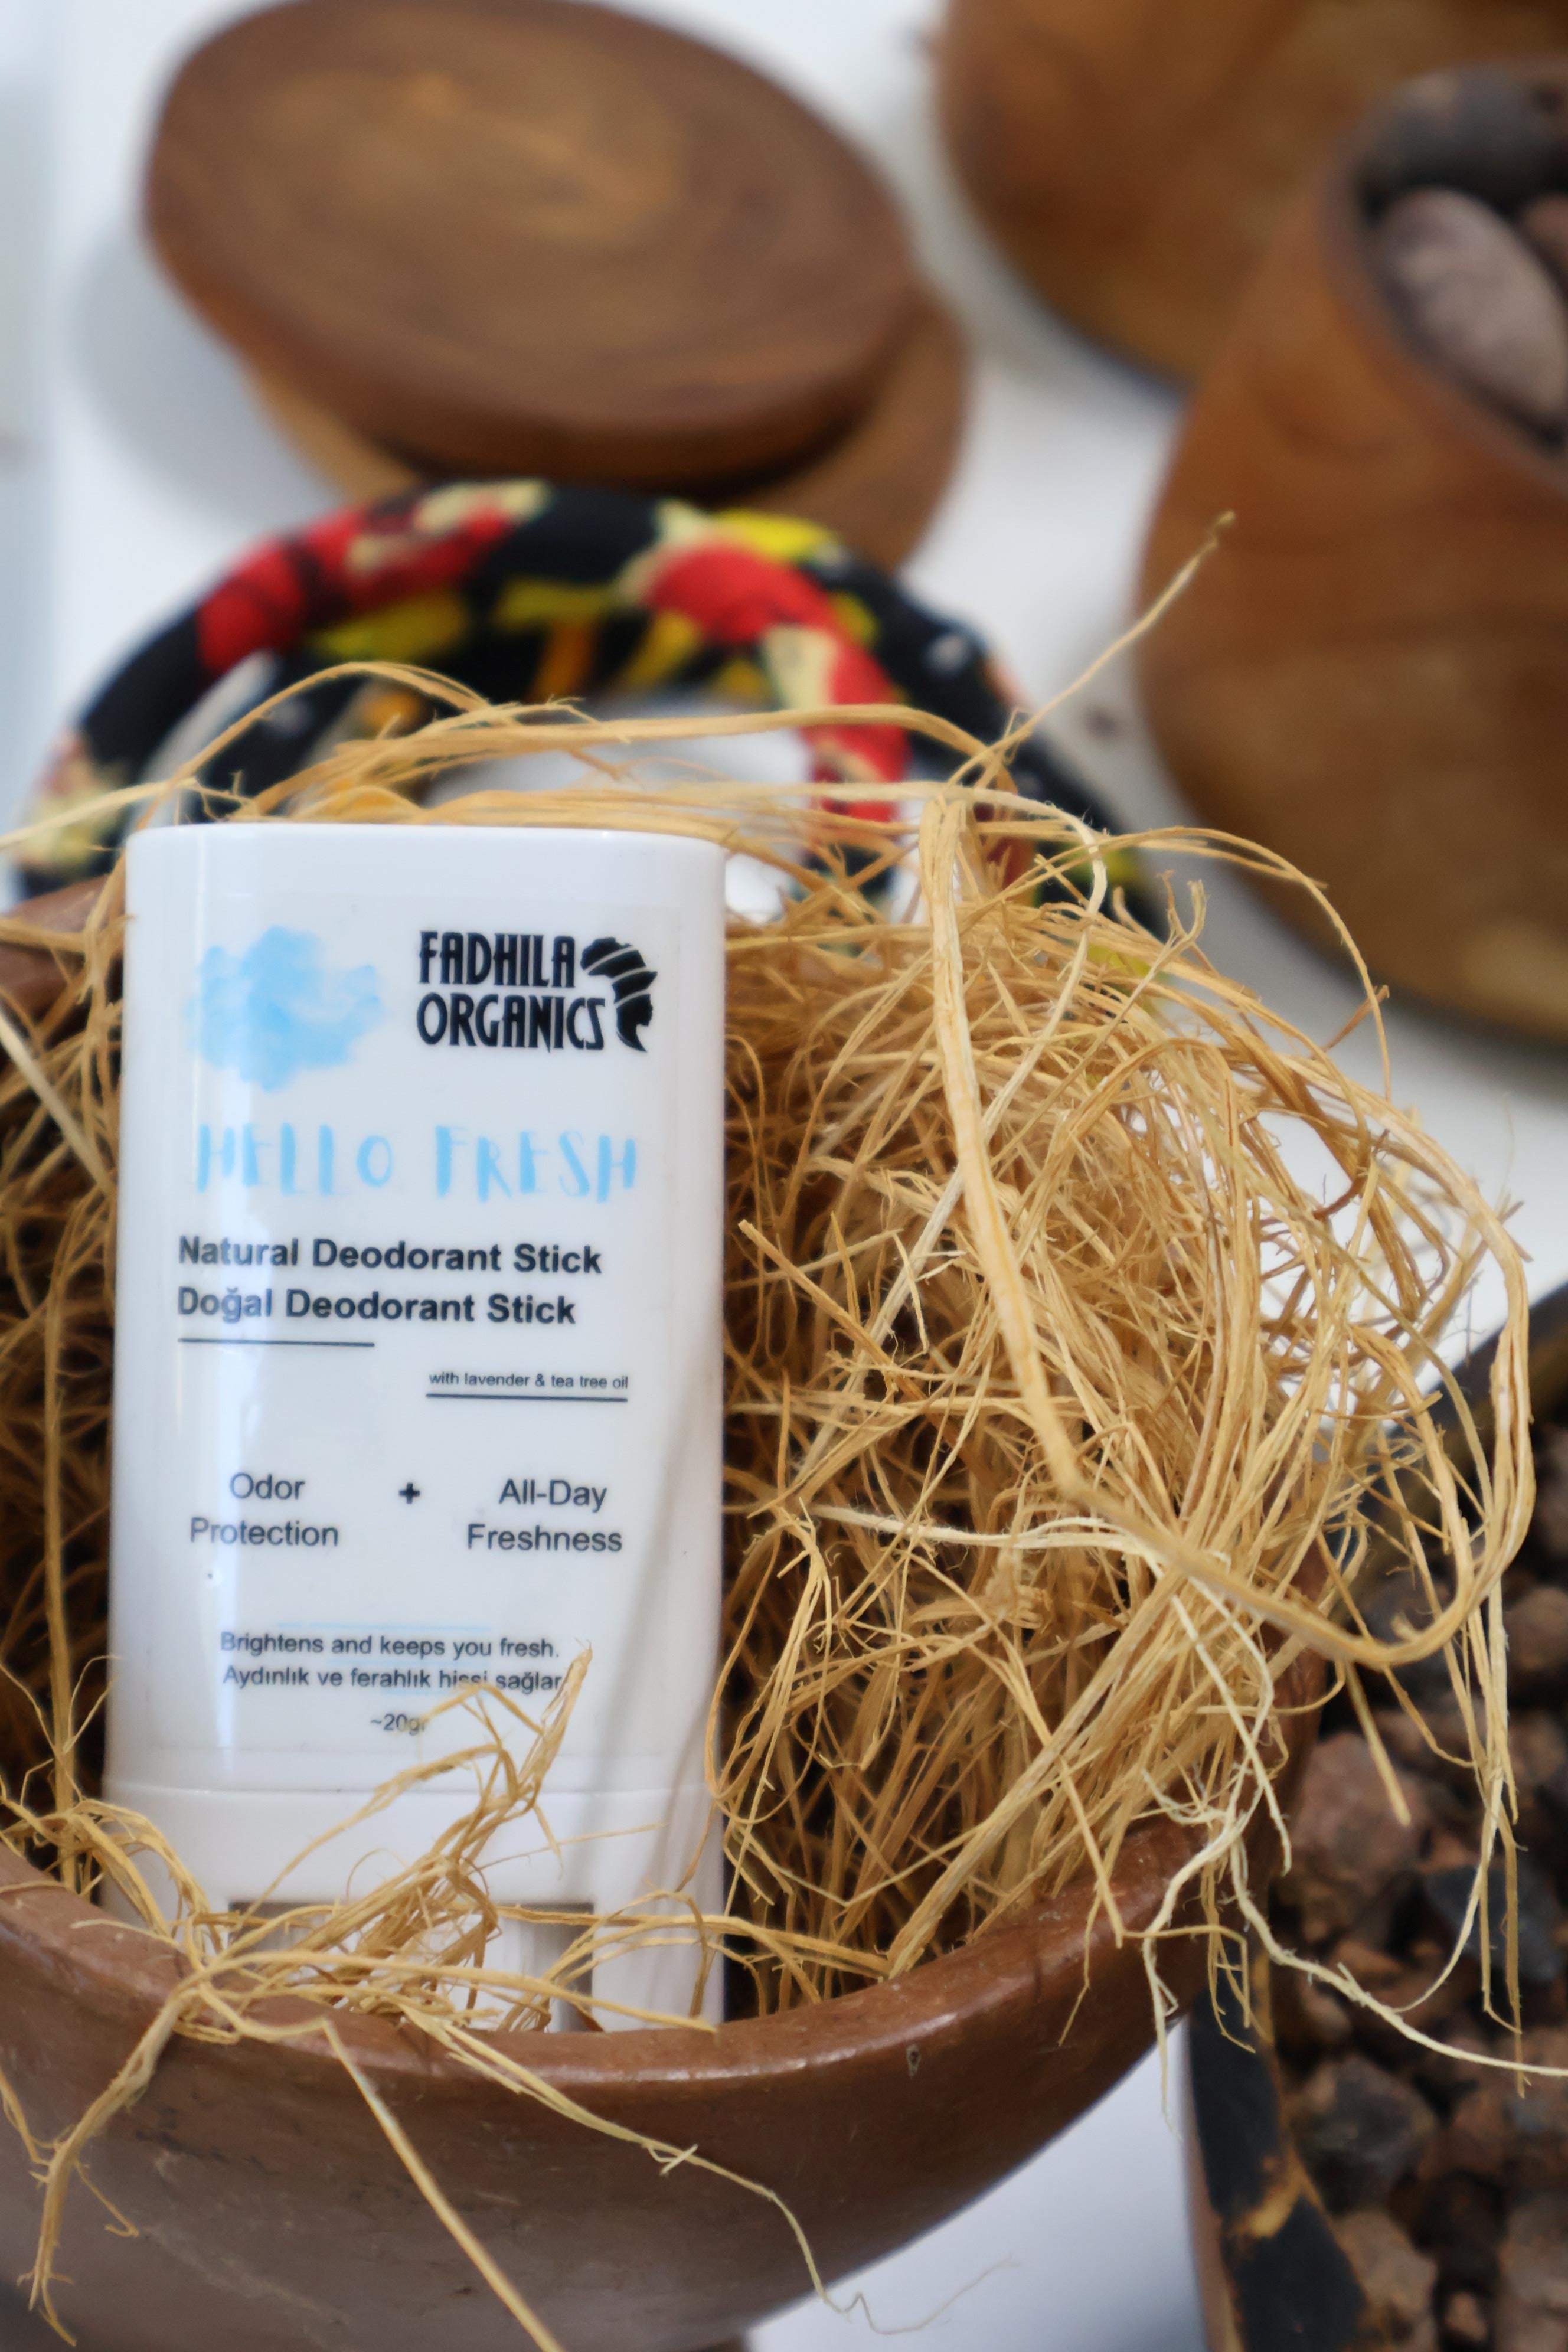 FADHILA
ORGANICS
HELLO FRESH
Natural Deodorant Stick
Doğal Deodorant Stick
with lavender & tea tree oil
Odor + All-Day
Protection Freshness
Brightens and keeps you fresh.
Aydınlık ve ferahlık hissi sağlar
~20gr